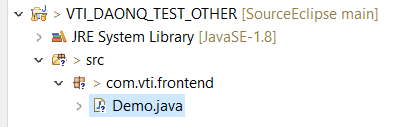 > VTI_DAONQ_TEST_OTHER [SourceEclipse main]
JRE System Library [JavaSE-1.8]
> src
> com.vti.frontend
> Demo.java